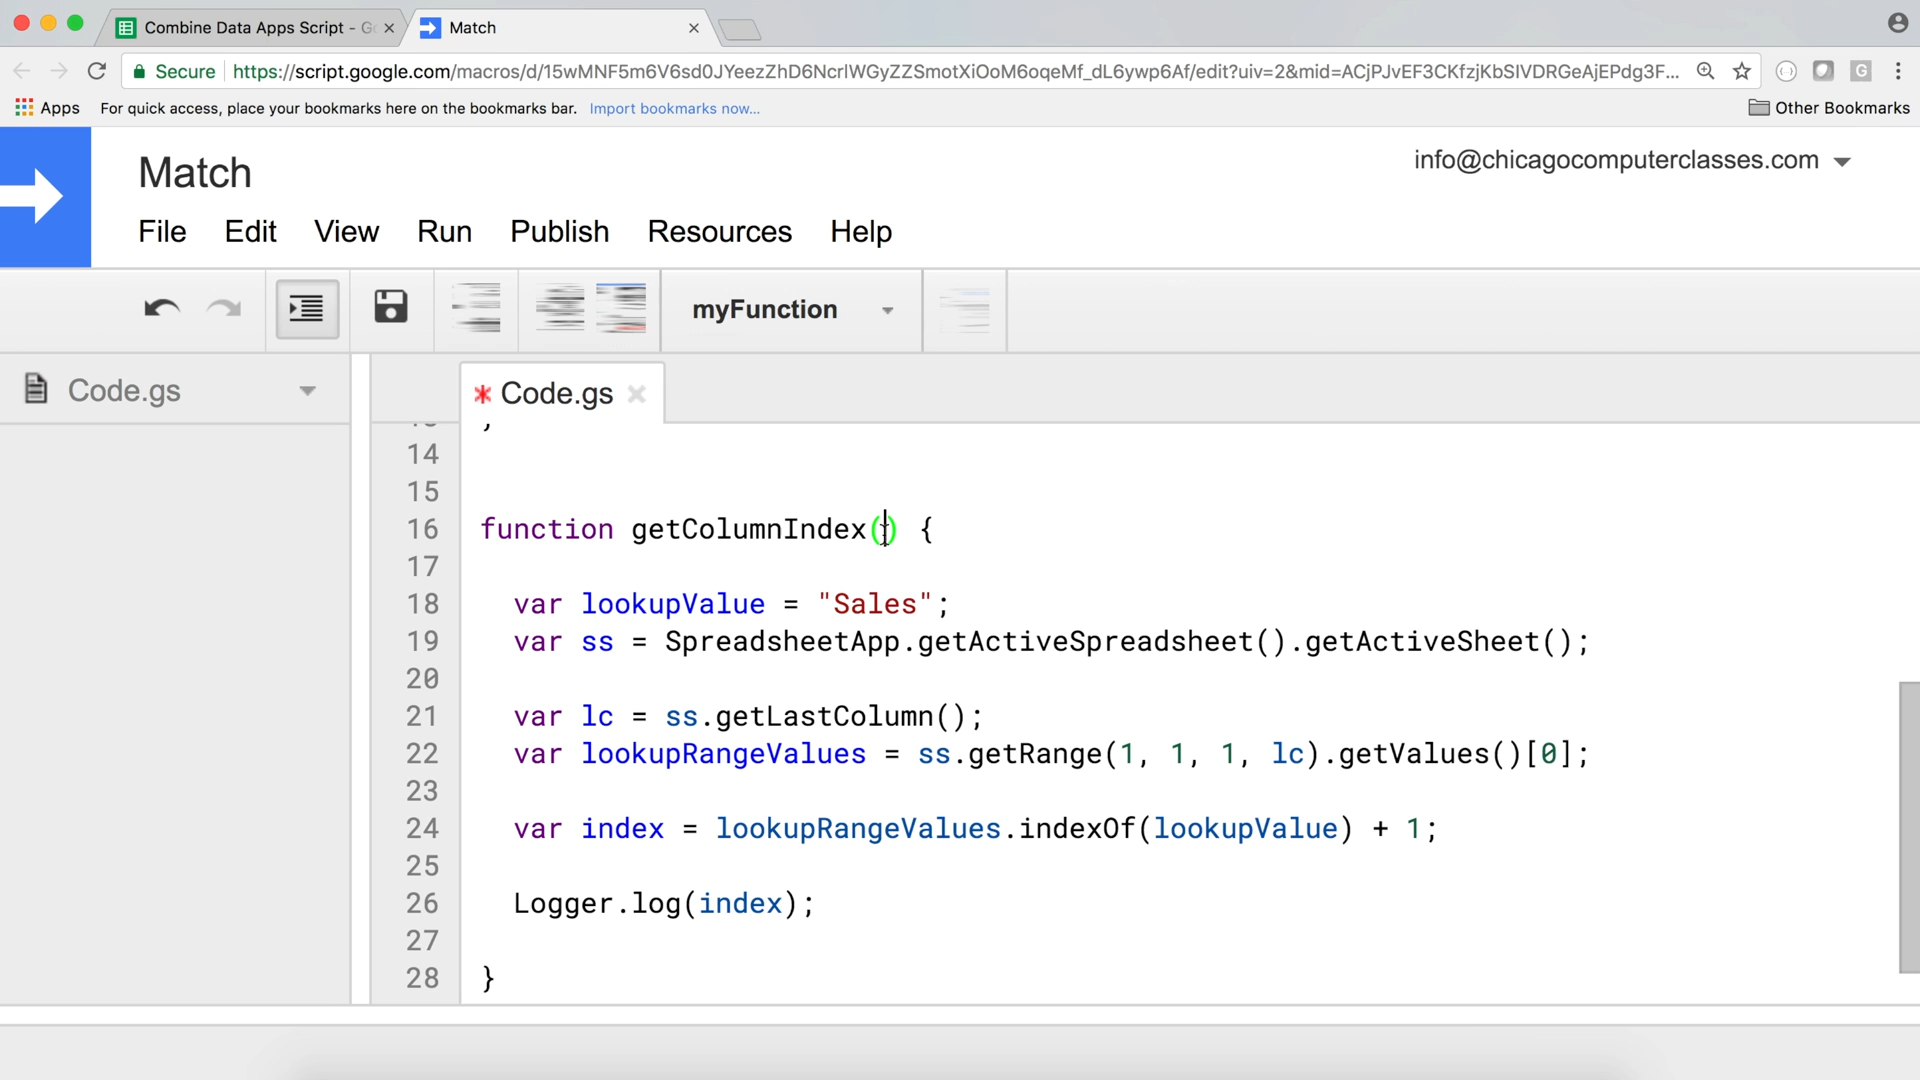 Combine Data Apps Script - G
Match
Secure
https://script.google.com/macros/d/15wMNF5m6V6sd0JYeezZhD6NcrlWGyZZSmotXiOoM6oqeMf_dL6ywp6Af/edit?uiv=2&mid=ACjPJvEF3CKfzjKbSIVDRGeAjEPdg3F...
Apps For quick access, place your bookmarks here on the bookmarks bar. Import bookmarks now... Other Bookmarks
Match
info@chicagocomputerclasses.com
File Edit View Run Publish Resources Help
myFunction
Code.gs
* Code.gs
14
15
16 function getColumnIndex() {
17
18 var lookupValue = "Sales";
19 var ss = SpreadsheetApp.getActiveSpreadsheet().getActiveSheet();
20
21 var lc = ss.getLastColumn();
22 var lookupRangeValues = ss.getRange(1, 1, 1, lc).getValues()[0];
23
24 var index = lookupRangeValues.indexOf(lookupValue) + 1;
25
26 Logger.log(index);
27
28 }